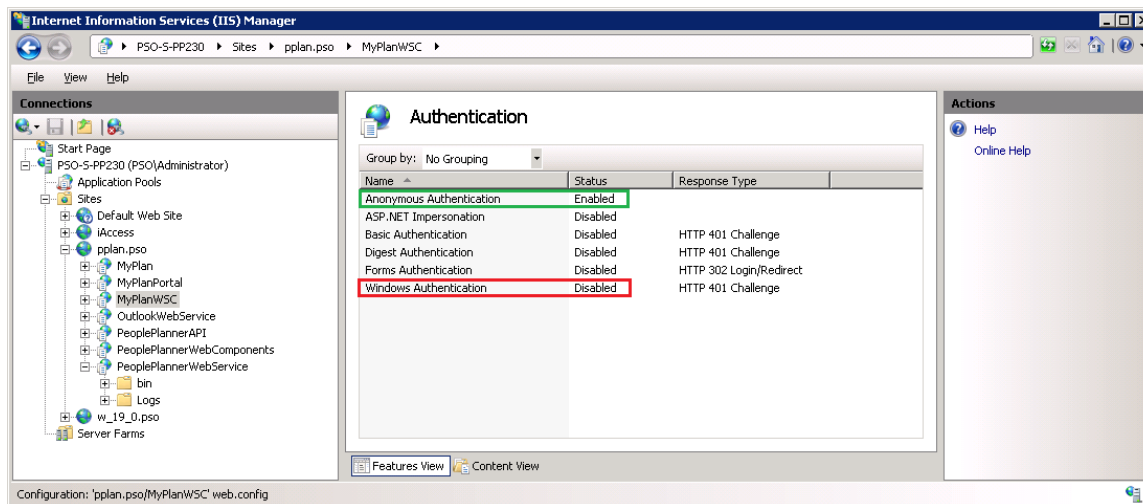 Internet Information Services (IIS) Manager
PSO-S-PP230 Sites pplan.pso MyPlanWSC
File View Help
Connections
Start Page
PSO-S-PP230 (PSO\Administrator)
Application Pools
Sites
Default Web Site
iAccess
pplan.pso
MyPlan
MyPlanPortal
MyPlanWSC
OutlookWebService
PeoplePlannerAPI
PeoplePlannerWebComponents
PeoplePlannerWebService
bin
Logs
w_19_0.pso
Server Farms
Authentication
Group by: No Grouping
Name Status Response Type
Anonymous Authentication Enabled
ASP.NET Impersonation Disabled
Basic Authentication Disabled HTTP 401 Challenge
Digest Authentication Disabled HTTP 401 Challenge
Forms Authentication Disabled HTTP 302 Login/Redirect
Windows Authentication Disabled HTTP 401 Challenge
Features View Content View
Actions
Help
Online Help
Configuration: 'pplan.pso/MyPlanWSC' web.config